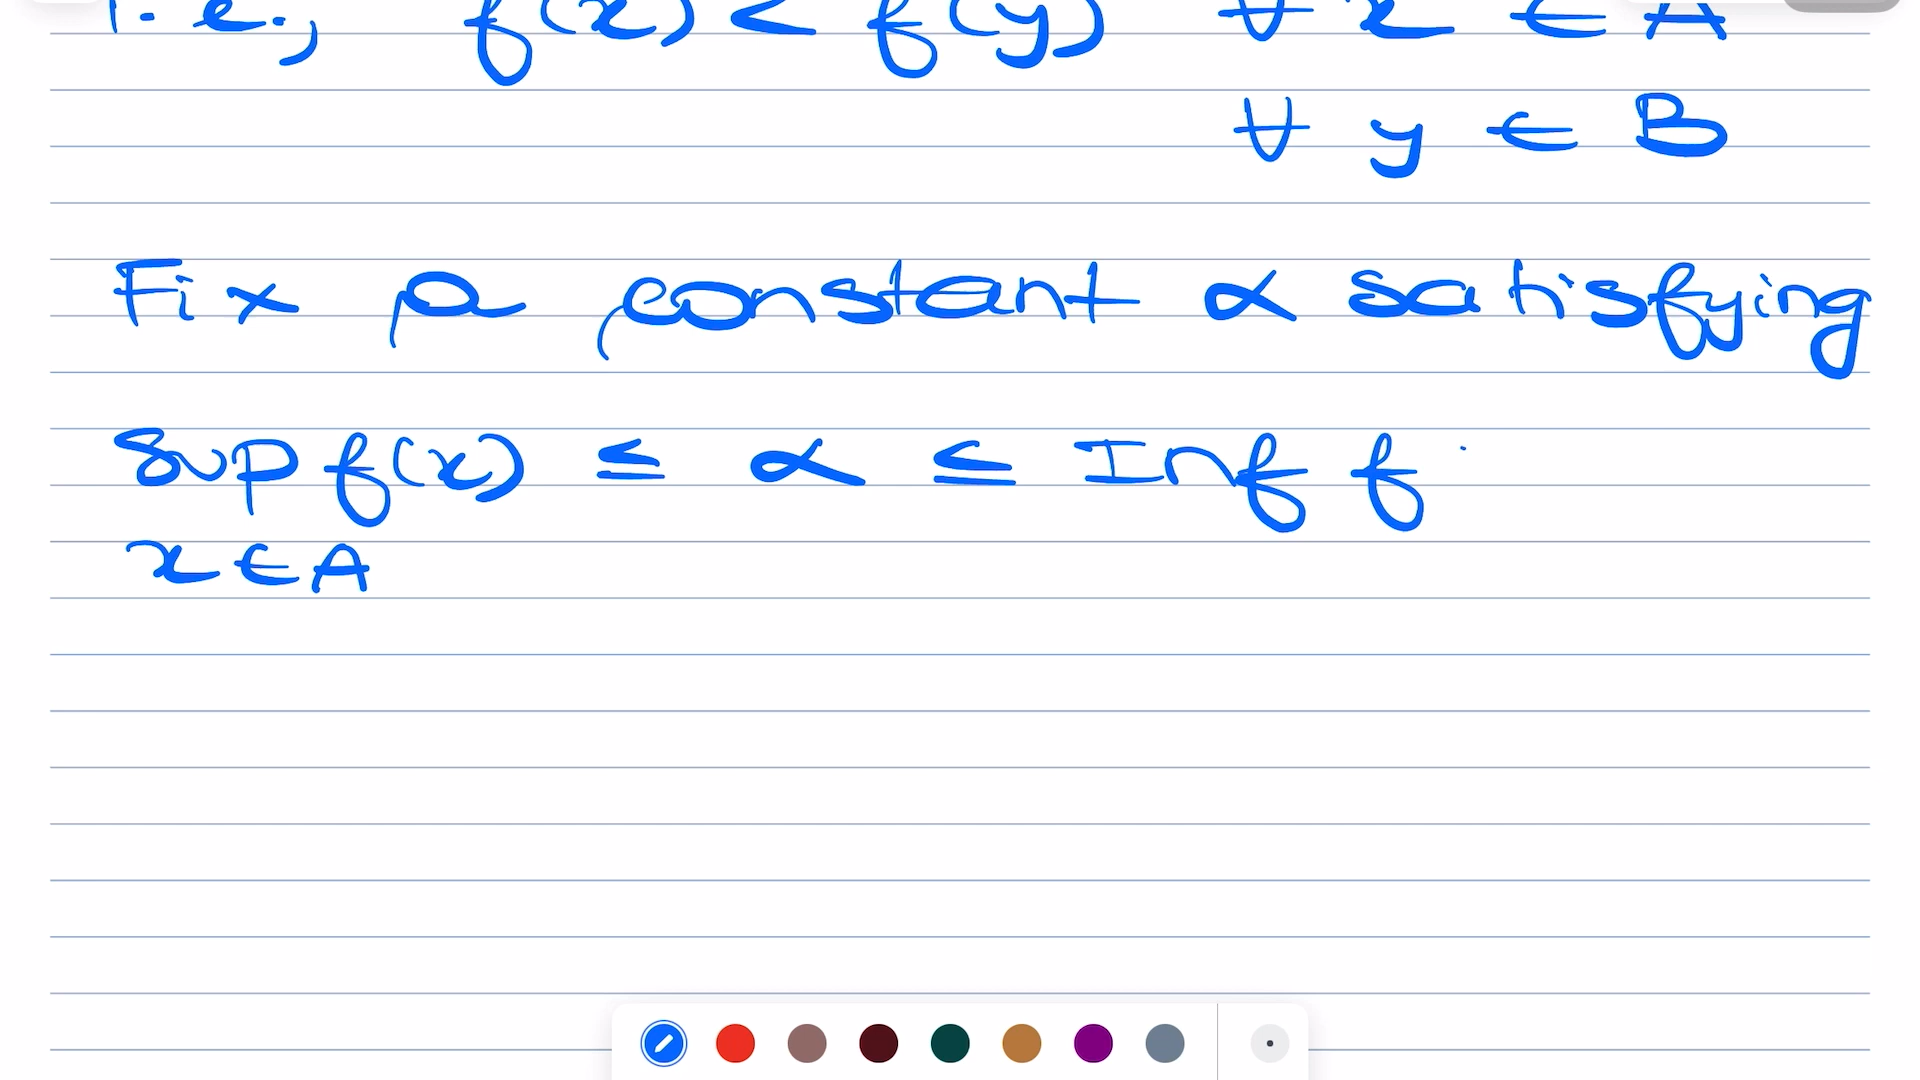 i.e., f(x) < f(y) ∀ x ∈ A
∀ y ∈ B
Fix a constant α satisfying
Sup f(x) ≤ α ≤ Inf f
x ∈ A